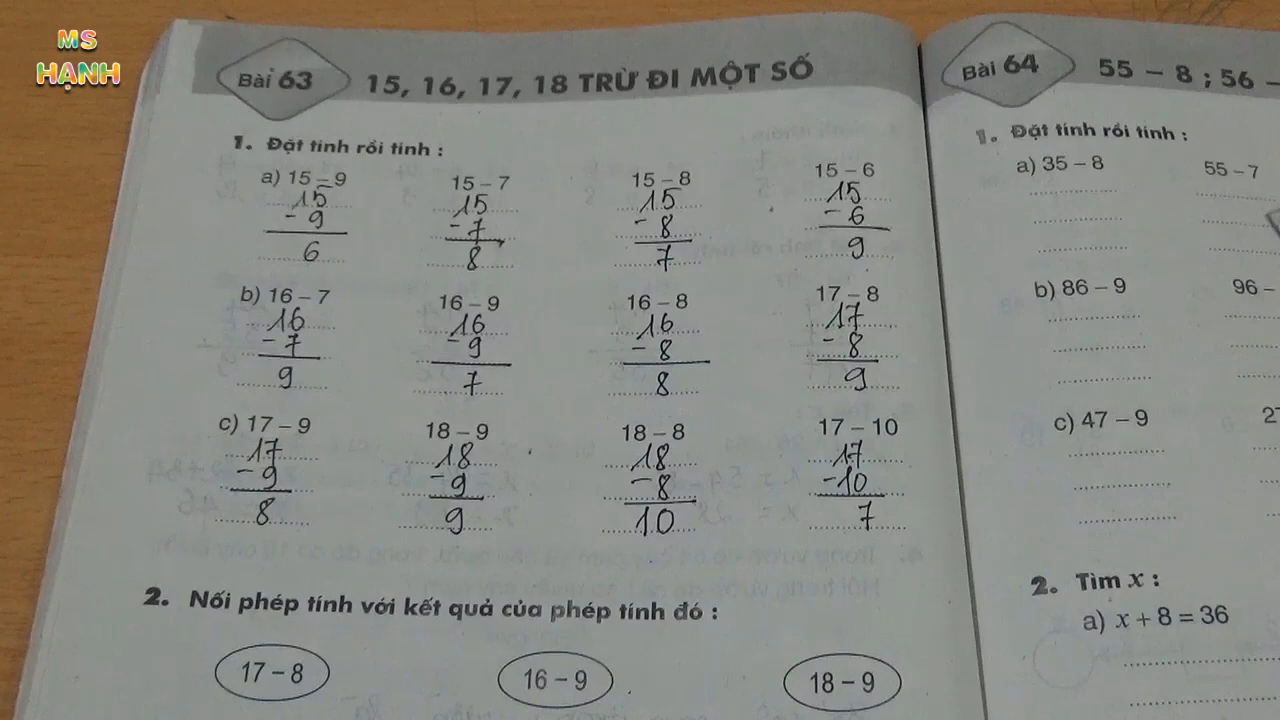 MS
HẠNH
Bài 63
15, 16, 17, 18 TRỪ ĐI MỘT SỐ
1. Đặt tính rồi tính :
a) 15 – 9 15 – 7 15 – 8 15 – 6
15 15 15 15
- 9 - 7 - 8 - 6
6 8 7 9
b) 16 – 7 16 – 9 16 – 8 17 – 8
16 16 16 17
- 7 - 9 - 8 - 8
9 7 8 9
c) 17 – 9 18 – 9 18 – 8 17 – 10
17 18 18 17
- 9 - 9 - 8 - 10
8 9 10 7
2. Nối phép tính với kết quả của phép tính đó :
17 – 8 16 – 9 18 – 9
Bài 64
55 – 8 ; 56 –
1. Đặt tính rồi tính :
a) 35 – 8 55 – 7
b) 86 – 9 96 –
c) 47 – 9
2. Tìm x :
a) x + 8 = 36